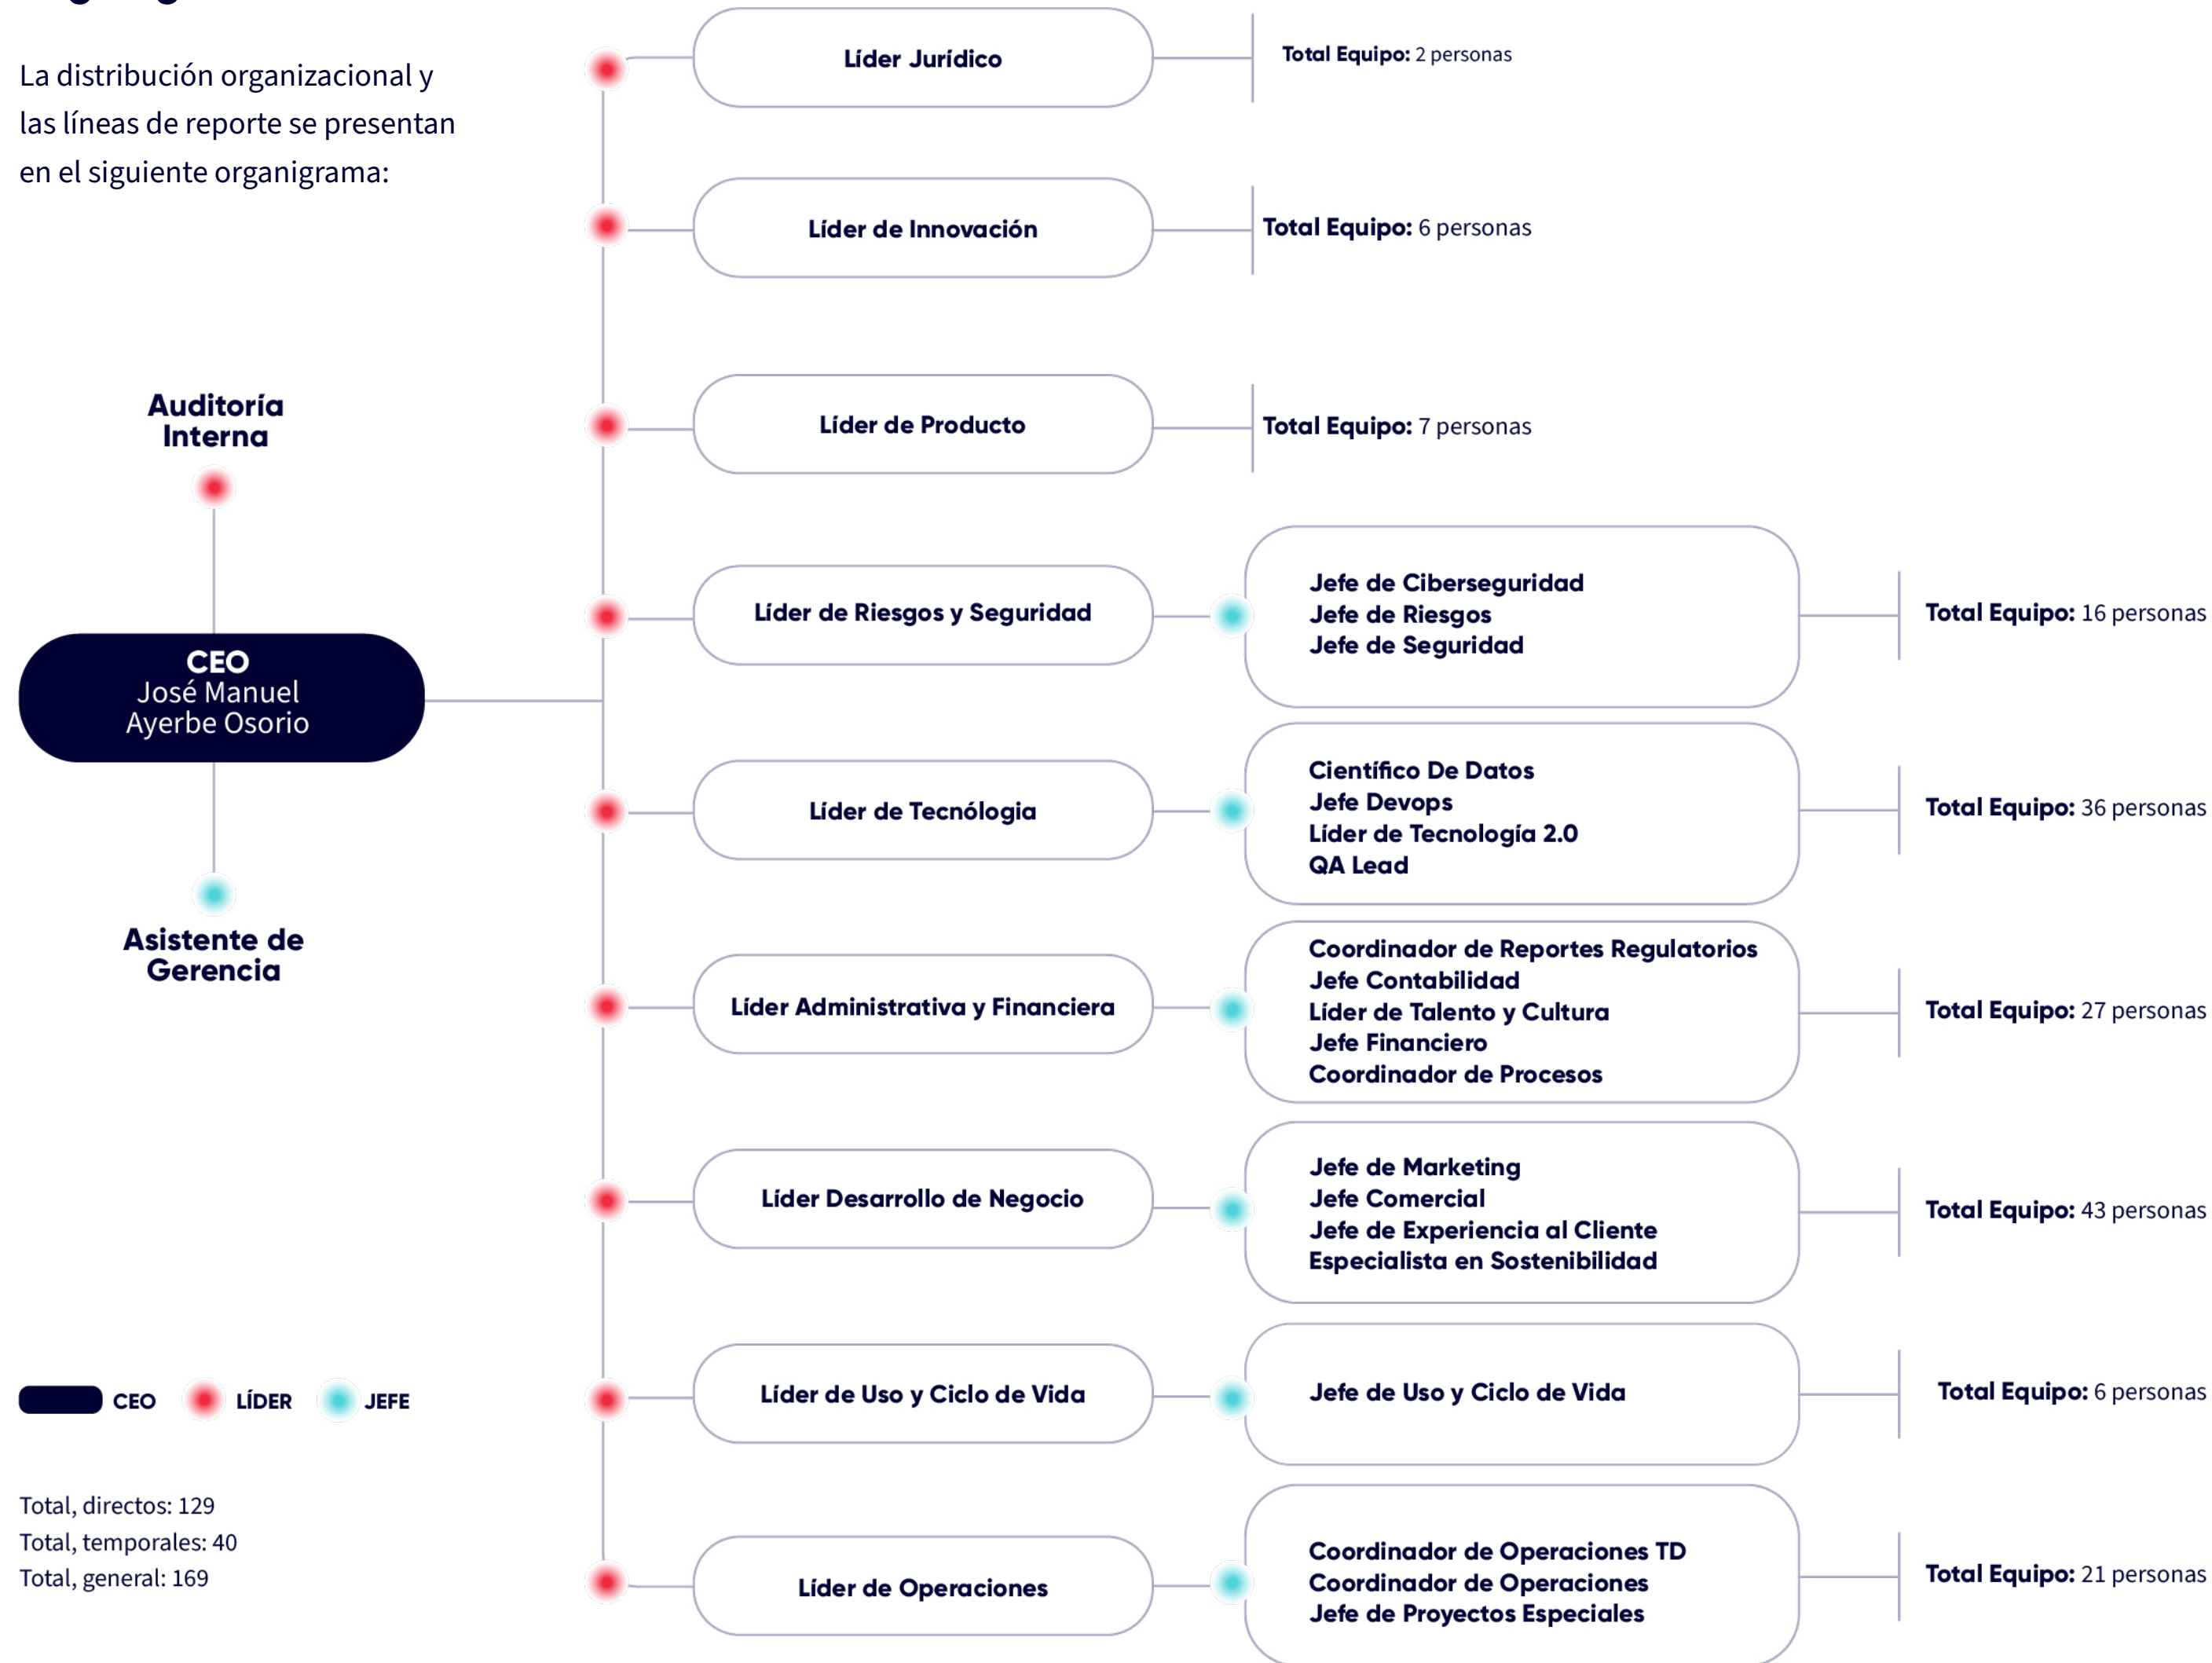 La distribución organizacional y
las líneas de reporte se presentan
en el siguiente organigrama:
Auditoría
Interna
CEO
José Manuel
Ayerbe Osorio
Asistente de
Gerencia
CEO
LÍDER
JEFE
Total, directos: 129
Total, temporales: 40
Total, general: 169
Líder Jurídico
Total Equipo: 2 personas
Líder de Innovación
Total Equipo: 6 personas
Líder de Producto
Total Equipo: 7 personas
Líder de Riesgos y Seguridad
Jefe de Ciberseguridad
Jefe de Riesgos
Jefe de Seguridad
Total Equipo: 16 personas
Líder de Tecnólogia
Científico De Datos
Jefe Devops
Líder de Tecnología 2.0
QA Lead
Total Equipo: 36 personas
Líder Administrativa y Financiera
Coordinador de Reportes Regulatorios
Jefe Contabilidad
Líder de Talento y Cultura
Jefe Financiero
Coordinador de Procesos
Total Equipo: 27 personas
Líder Desarrollo de Negocio
Jefe de Marketing
Jefe Comercial
Jefe de Experiencia al Cliente
Especialista en Sostenibilidad
Total Equipo: 43 personas
Líder de Uso y Ciclo de Vida
Jefe de Uso y Ciclo de Vida
Total Equipo: 6 personas
Líder de Operaciones
Coordinador de Operaciones TD
Coordinador de Operaciones
Jefe de Proyectos Especiales
Total Equipo: 21 personas